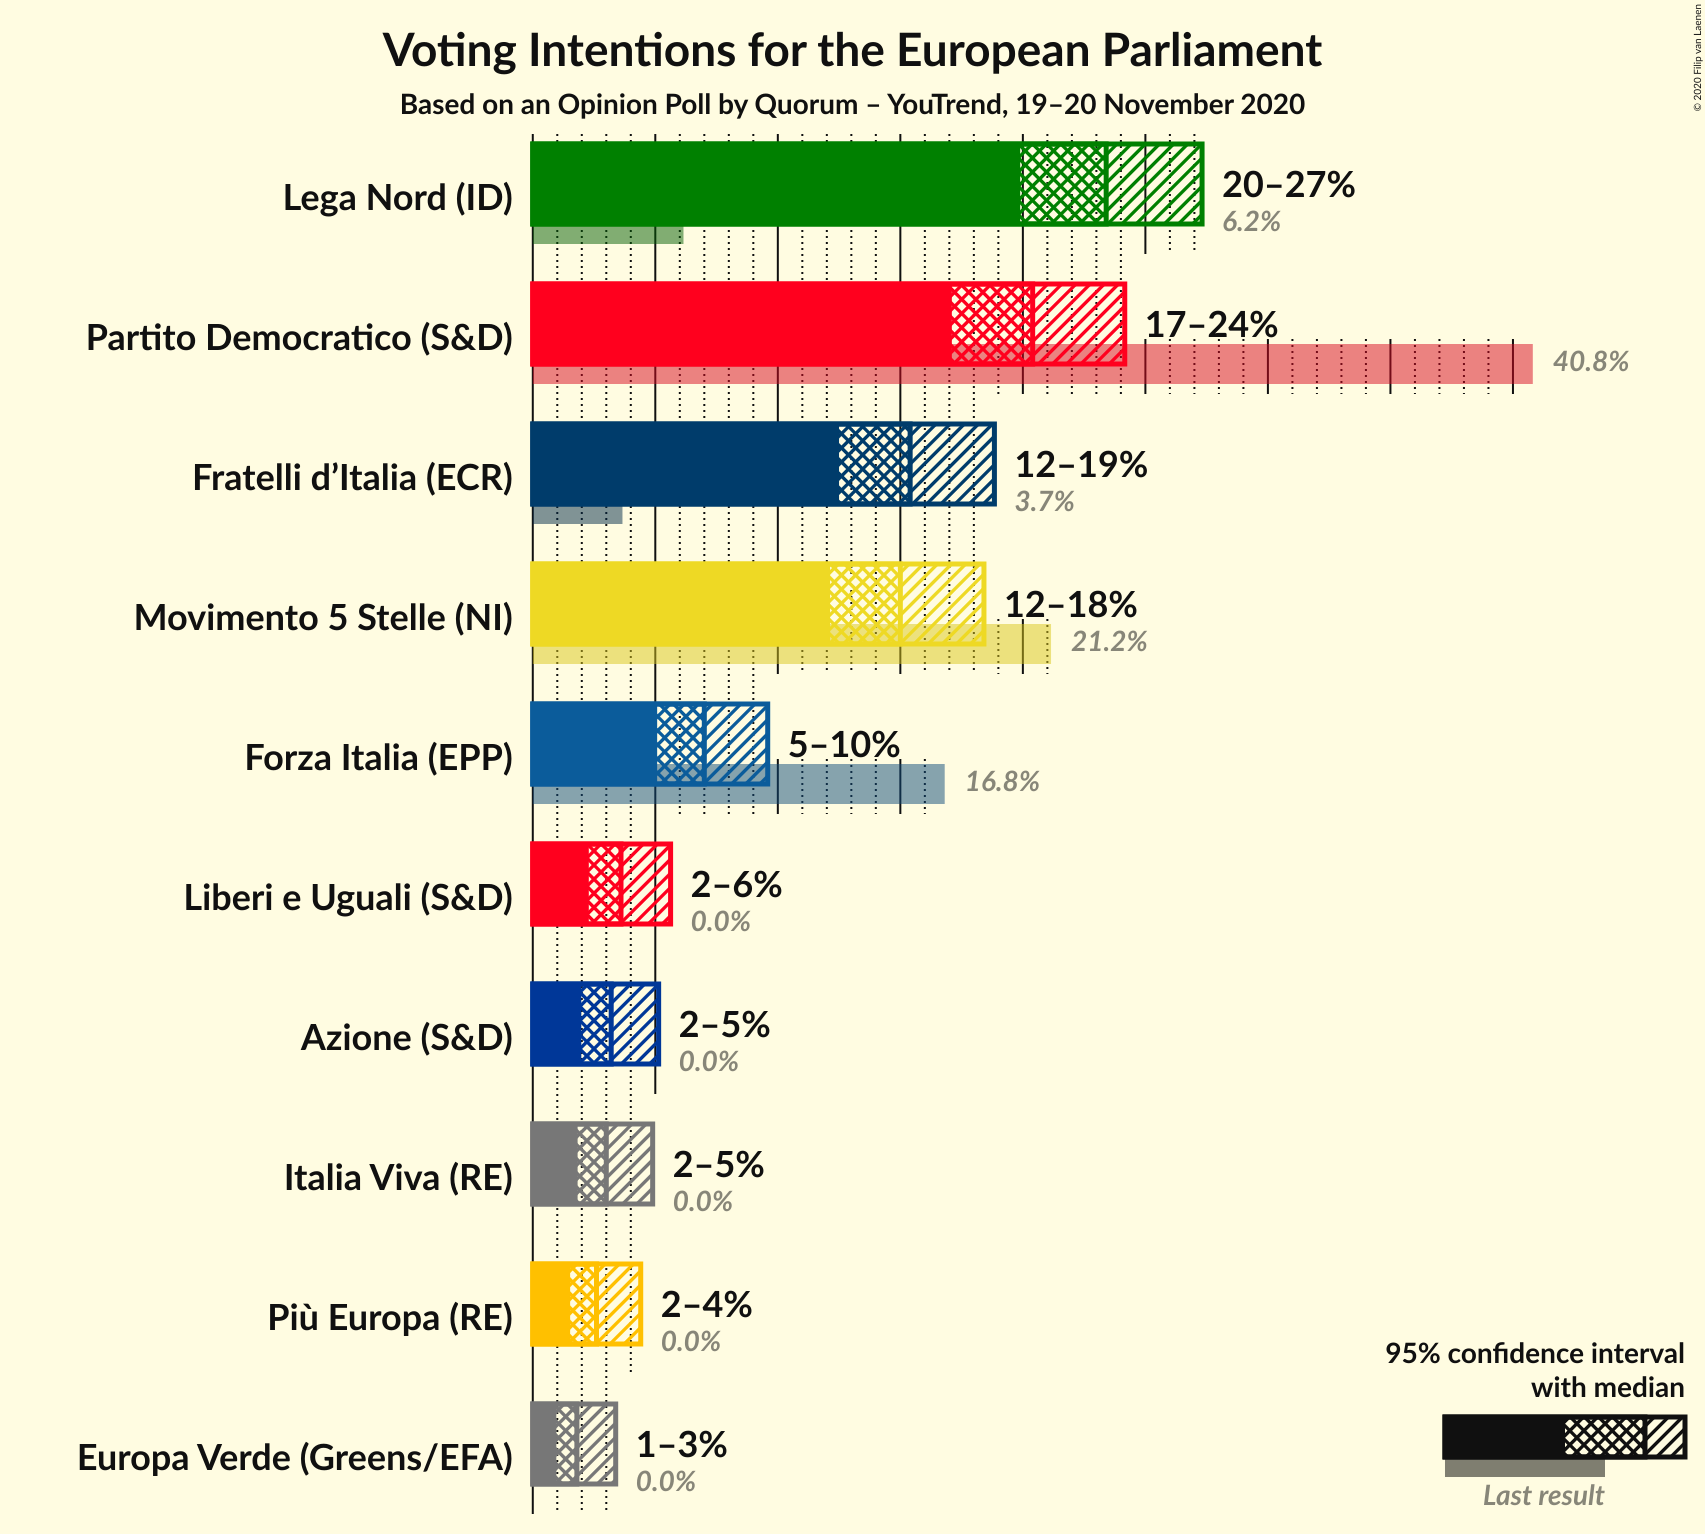 Voting Intentions for the European Parliament
Based on an Opinion Poll by Quorum – YouTrend, 19–20 November 2020
© 2020 Filip van Laenen
Lega Nord (ID)
20–27%
6.2%
Partito Democratico (S&D)
17–24%
40.8%
Fratelli d’Italia (ECR)
12–19%
3.7%
Movimento 5 Stelle (NI)
12–18%
21.2%
Forza Italia (EPP)
5–10%
16.8%
Liberi e Uguali (S&D)
2–6%
0.0%
Azione (S&D)
2–5%
0.0%
Italia Viva (RE)
2–5%
0.0%
Più Europa (RE)
2–4%
0.0%
Europa Verde (Greens/EFA)
1–3%
0.0%
95% confidence interval
with median
Last result